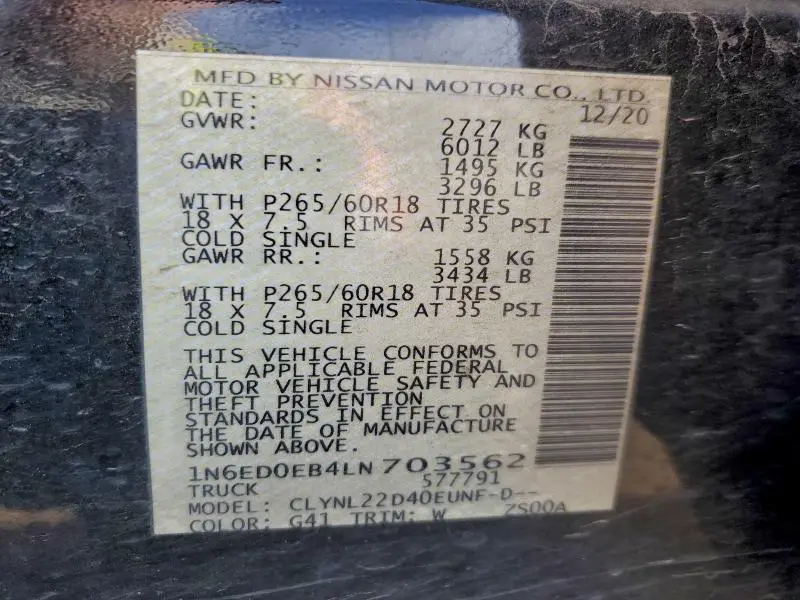 MFD BY NISSAN MOTOR CO., LTD.
DATE: 12/20
GVWR: 2727 KG
6012 LB
GAWR FR.: 1495 KG
3296 LB
WITH P265/60R18 TIRES
18 X 7.5 RIMS AT 35 PSI
COLD SINGLE
GAWR RR.: 1558 KG
3434 LB
WITH P265/60R18 TIRES
18 X 7.5 RIMS AT 35 PSI
COLD SINGLE
THIS VEHICLE CONFORMS TO
ALL APPLICABLE FEDERAL
MOTOR VEHICLE SAFETY AND
THEFT PREVENTION
STANDARDS IN EFFECT ON
THE DATE OF MANUFACTURE
SHOWN ABOVE.
1N6ED0EB4LN703562
TRUCK 577791
MODEL: CLYNL22D40EUNF-D--
COLOR: G41 TRIM: W ZS00A